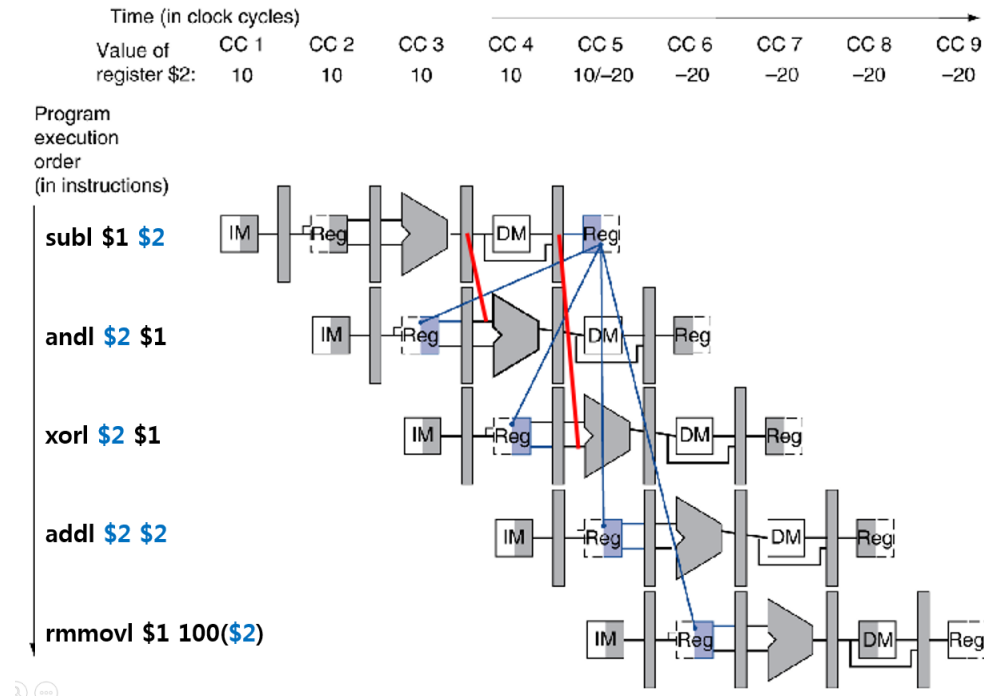 Time (in clock cycles)
Value of register $2:
CC 1 CC 2 CC 3 CC 4 CC 5 CC 6 CC 7 CC 8 CC 9
10 10 10 10 10/–20 –20 –20 –20 –20
Program
execution
order
(in instructions)
subl $1 $2
IM Reg DM Reg
andl $2 $1
IM Reg DM Reg
xorl $2 $1
IM Reg DM Reg
addl $2 $2
IM Reg DM Reg
rmmovl $1 100($2)
IM Reg DM Reg